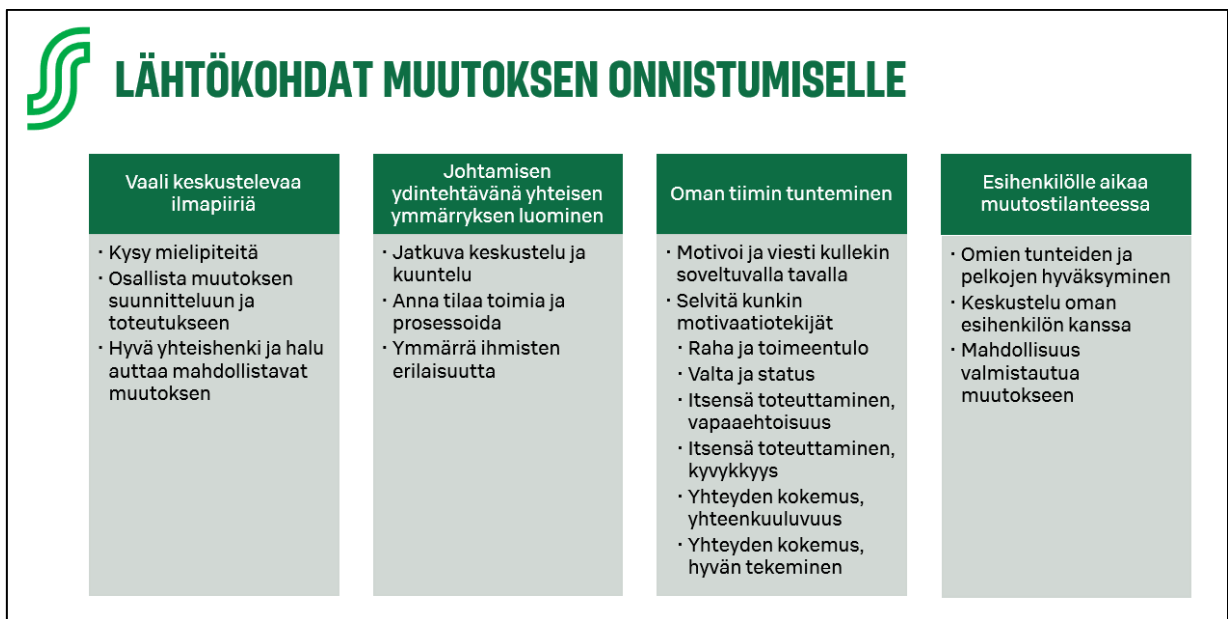 LÄHTÖKOHDAT MUUTOKSEN ONNISTUMISELLE
Vaali keskustelevaa
ilmapiiriä
· Kysy mielipiteitä
· Osallista muutoksen
suunnitteluun ja
toteutukseen
· Hyvä yhteishenki ja halu
auttaa mahdollistavat
muutoksen
Johtamisen
ydintehtävänä yhteisen
ymmärryksen luominen
· Jatkuva keskustelu ja
kuuntelu
· Anna tilaa toimia ja
prosessoida
· Ymmärrä ihmisten
erilaisuutta
Oman tiimin tunteminen
· Motivoi ja viesti kullekin
soveltuvalla tavalla
· Selvitä kunkin
motivaatiotekijät
· Raha ja toimeentulo
· Valta ja status
· Itsensä toteuttaminen,
vapaaehtoisuus
· Itsensä toteuttaminen,
kyvykkyys
· Yhteyden kokemus,
yhteenkuuluvuus
· Yhteyden kokemus,
hyvän tekeminen
Esihenkilölle aikaa
muutostilanteessa
· Omien tunteiden ja
pelkojen hyväksyminen
· Keskustelu oman
esihenkilön kanssa
· Mahdollisuus
valmistautua
muutokseen